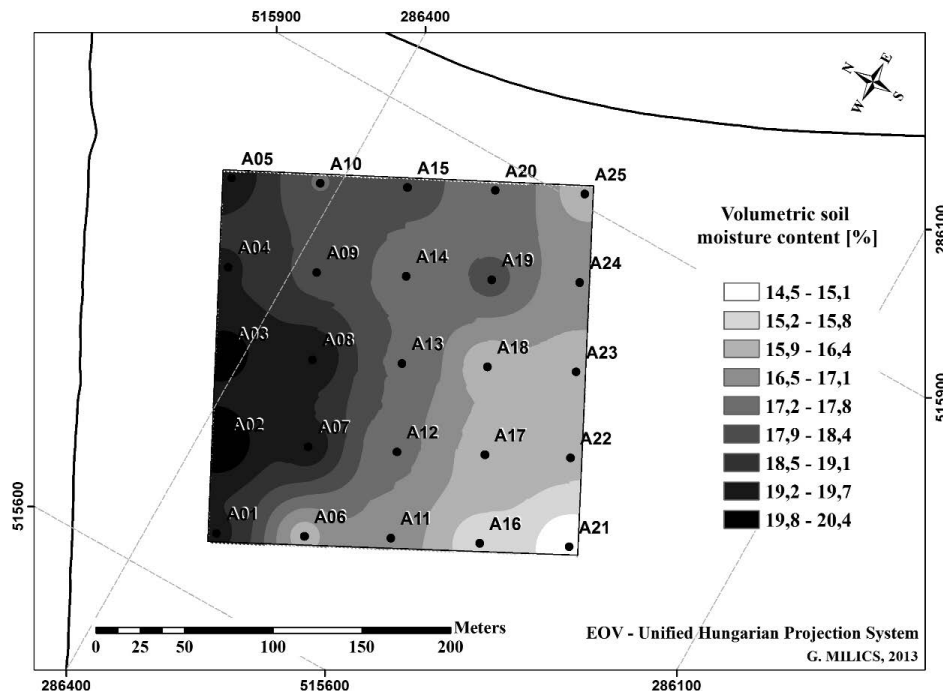 515900
286400
N
E
W
S
A05
A10
A15
A20
A25
A04
A09
A14
A19
A24
A03
A08
A13
A18
A23
A02
A07
A12
A17
A22
A01
A06
A11
A16
A21
Volumetric soil
moisture content [%]
14,5 - 15,1
15,2 - 15,8
15,9 - 16,4
16,5 - 17,1
17,2 - 17,8
17,9 - 18,4
18,5 - 19,1
19,2 - 19,7
19,8 - 20,4
286100
515900
515600
Meters
0 25 50 100 150 200
EOV - Unified Hungarian Projection System
G. MILICS, 2013
286400
515600
286100